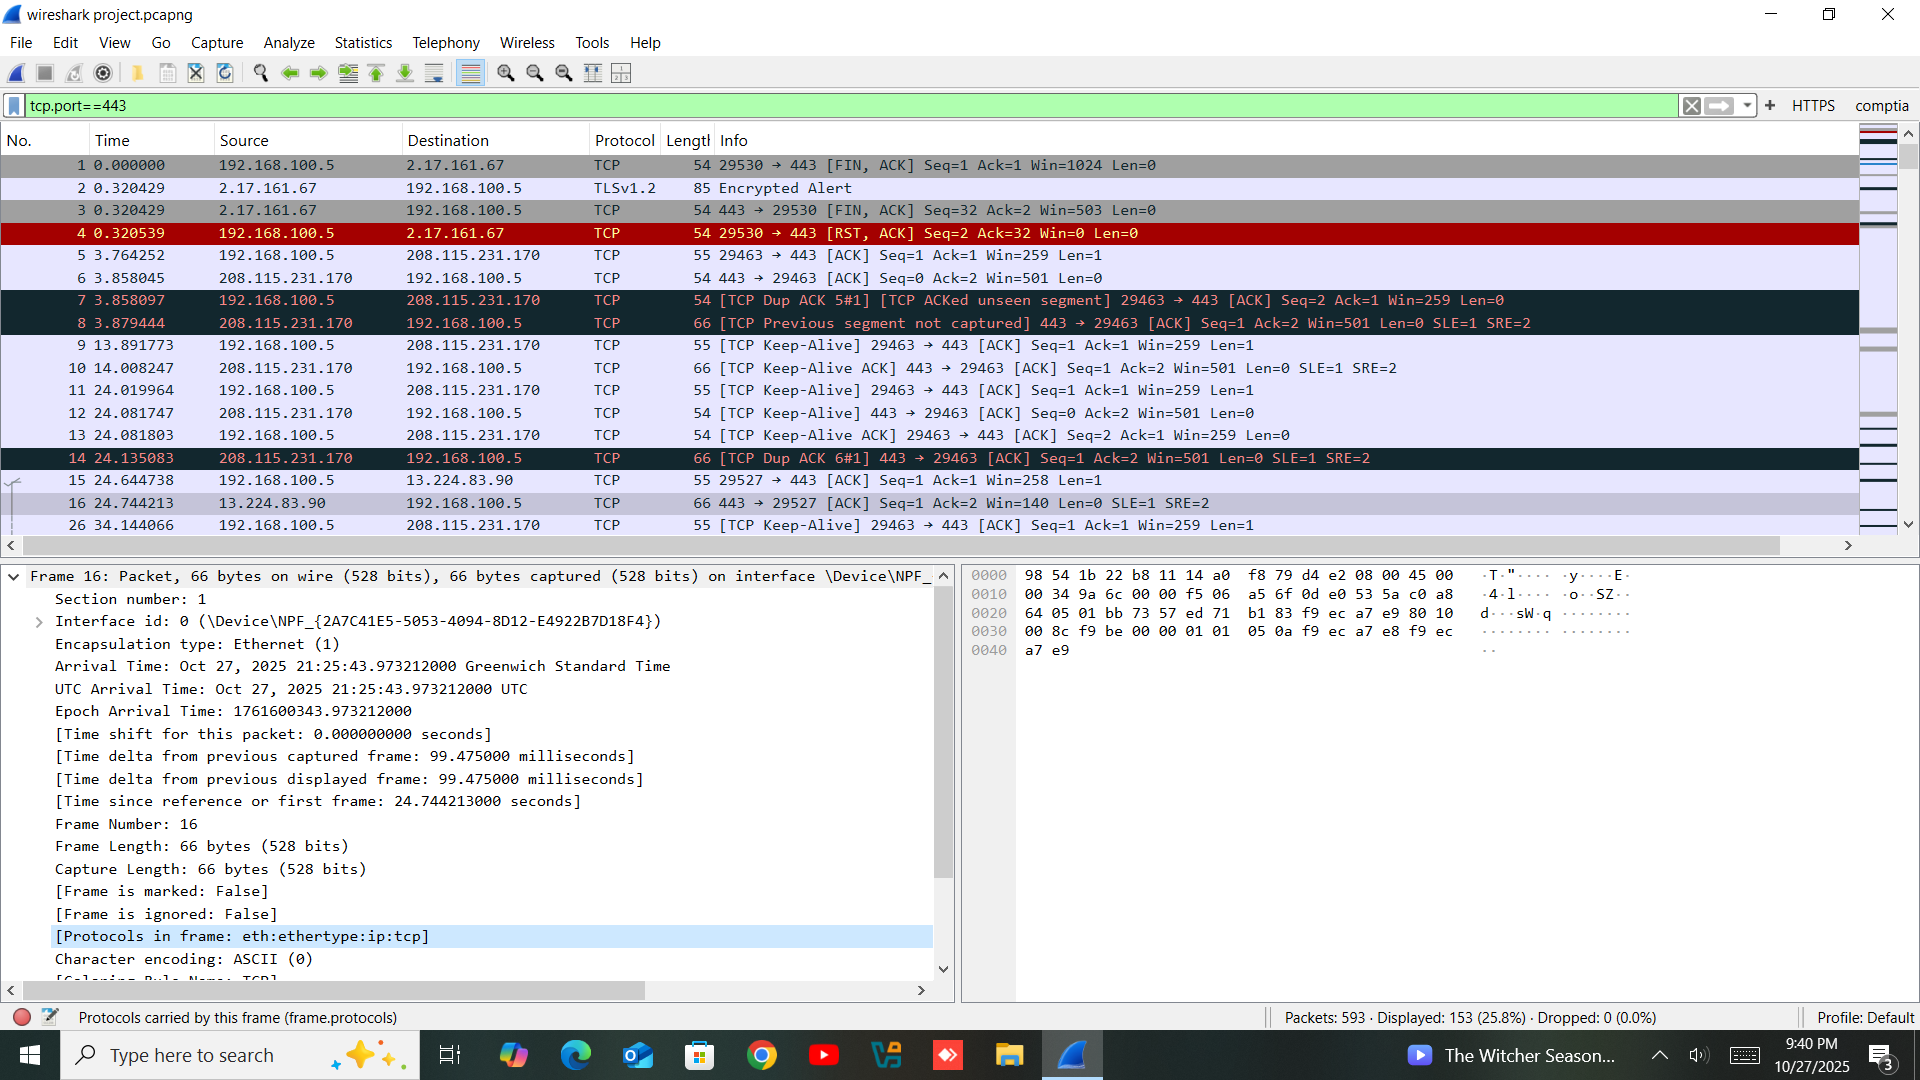 wireshark project.pcapng
File Edit View Go Capture Analyze Statistics Telephony Wireless Tools Help
tcp.port==443
HTTPS comptia
No. Time Source Destination Protocol Length Info
1 0.000000 192.168.100.5 2.17.161.67 TCP 54 29530 → 443 [FIN, ACK] Seq=1 Ack=1 Win=1024 Len=0
2 0.320429 2.17.161.67 192.168.100.5 TLSv1.2 85 Encrypted Alert
3 0.320429 2.17.161.67 192.168.100.5 TCP 54 443 → 29530 [FIN, ACK] Seq=32 Ack=2 Win=503 Len=0
4 0.320539 192.168.100.5 2.17.161.67 TCP 54 29530 → 443 [RST, ACK] Seq=2 Ack=32 Win=0 Len=0
5 3.764252 192.168.100.5 208.115.231.170 TCP 55 29463 → 443 [ACK] Seq=1 Ack=1 Win=259 Len=1
6 3.858045 208.115.231.170 192.168.100.5 TCP 54 443 → 29463 [ACK] Seq=0 Ack=2 Win=501 Len=0
7 3.858097 192.168.100.5 208.115.231.170 TCP 54 [TCP Dup ACK 5#1] [TCP ACKed unseen segment] 29463 → 443 [ACK] Seq=2 Ack=1 Win=259 Len=0
8 3.879444 208.115.231.170 192.168.100.5 TCP 66 [TCP Previous segment not captured] 443 → 29463 [ACK] Seq=1 Ack=2 Win=501 Len=0 SLE=1 SRE=2
9 13.891773 192.168.100.5 208.115.231.170 TCP 55 [TCP Keep-Alive] 29463 → 443 [ACK] Seq=1 Ack=1 Win=259 Len=1
10 14.008247 208.115.231.170 192.168.100.5 TCP 66 [TCP Keep-Alive ACK] 443 → 29463 [ACK] Seq=1 Ack=2 Win=501 Len=0 SLE=1 SRE=2
11 24.019964 192.168.100.5 208.115.231.170 TCP 55 [TCP Keep-Alive] 29463 → 443 [ACK] Seq=1 Ack=1 Win=259 Len=1
12 24.081747 208.115.231.170 192.168.100.5 TCP 54 [TCP Keep-Alive] 443 → 29463 [ACK] Seq=0 Ack=2 Win=501 Len=0
13 24.081803 192.168.100.5 208.115.231.170 TCP 54 [TCP Keep-Alive ACK] 29463 → 443 [ACK] Seq=2 Ack=1 Win=259 Len=0
14 24.135083 208.115.231.170 192.168.100.5 TCP 66 [TCP Dup ACK 6#1] 443 → 29463 [ACK] Seq=1 Ack=2 Win=501 Len=0 SLE=1 SRE=2
15 24.644738 192.168.100.5 13.224.83.90 TCP 55 29527 → 443 [ACK] Seq=1 Ack=1 Win=258 Len=1
16 24.744213 13.224.83.90 192.168.100.5 TCP 66 443 → 29527 [ACK] Seq=1 Ack=2 Win=140 Len=0 SLE=1 SRE=2
26 34.144066 192.168.100.5 208.115.231.170 TCP 55 [TCP Keep-Alive] 29463 → 443 [ACK] Seq=1 Ack=1 Win=259 Len=1
Frame 16: Packet, 66 bytes on wire (528 bits), 66 bytes captured (528 bits) on interface \Device\NPF_
Section number: 1
Interface id: 0 (\Device\NPF_{2A7C41E5-5053-4094-8D12-E4922B7D18F4})
Encapsulation type: Ethernet (1)
Arrival Time: Oct 27, 2025 21:25:43.973212000 Greenwich Standard Time
UTC Arrival Time: Oct 27, 2025 21:25:43.973212000 UTC
Epoch Arrival Time: 1761600343.973212000
[Time shift for this packet: 0.000000000 seconds]
[Time delta from previous captured frame: 99.475000 milliseconds]
[Time delta from previous displayed frame: 99.475000 milliseconds]
[Time since reference or first frame: 24.744213000 seconds]
Frame Number: 16
Frame Length: 66 bytes (528 bits)
Capture Length: 66 bytes (528 bits)
[Frame is marked: False]
[Frame is ignored: False]
[Protocols in frame: eth:ethertype:ip:tcp]
Character encoding: ASCII (0)
0000 98 54 1b 22 b8 11 14 a0 f8 79 d4 e2 08 00 45 00 ·T·"···· ·y····E·
0010 00 34 9a 6c 00 00 f5 06 a5 6f 0d e0 53 5a c0 a8 ·4·l···· ·o··SZ··
0020 64 05 01 bb 73 57 ed 71 b1 83 f9 ec a7 e9 80 10 d···sW·q ········
0030 00 8c f9 be 00 00 01 01 05 0a f9 ec a7 e8 f9 ec ········ ········
0040 a7 e9 ··
Protocols carried by this frame (frame.protocols)
Packets: 593 · Displayed: 153 (25.8%) · Dropped: 0 (0.0%)
Profile: Default
Type here to search
The Witcher Season...
9:40 PM
10/27/2025
3